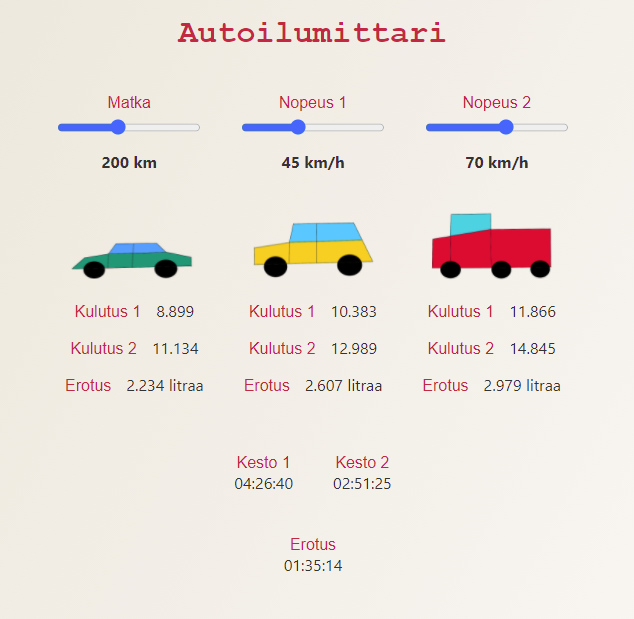 Autoilumittari
Matka Nopeus 1 Nopeus 2
200 km 45 km/h 70 km/h
Kulutus 1 8.899 Kulutus 1 10.383 Kulutus 1 11.866
Kulutus 2 11.134 Kulutus 2 12.989 Kulutus 2 14.845
Erotus 2.234 litraa Erotus 2.607 litraa Erotus 2.979 litraa
Kesto 1 Kesto 2
04:26:40 02:51:25
Erotus
01:35:14